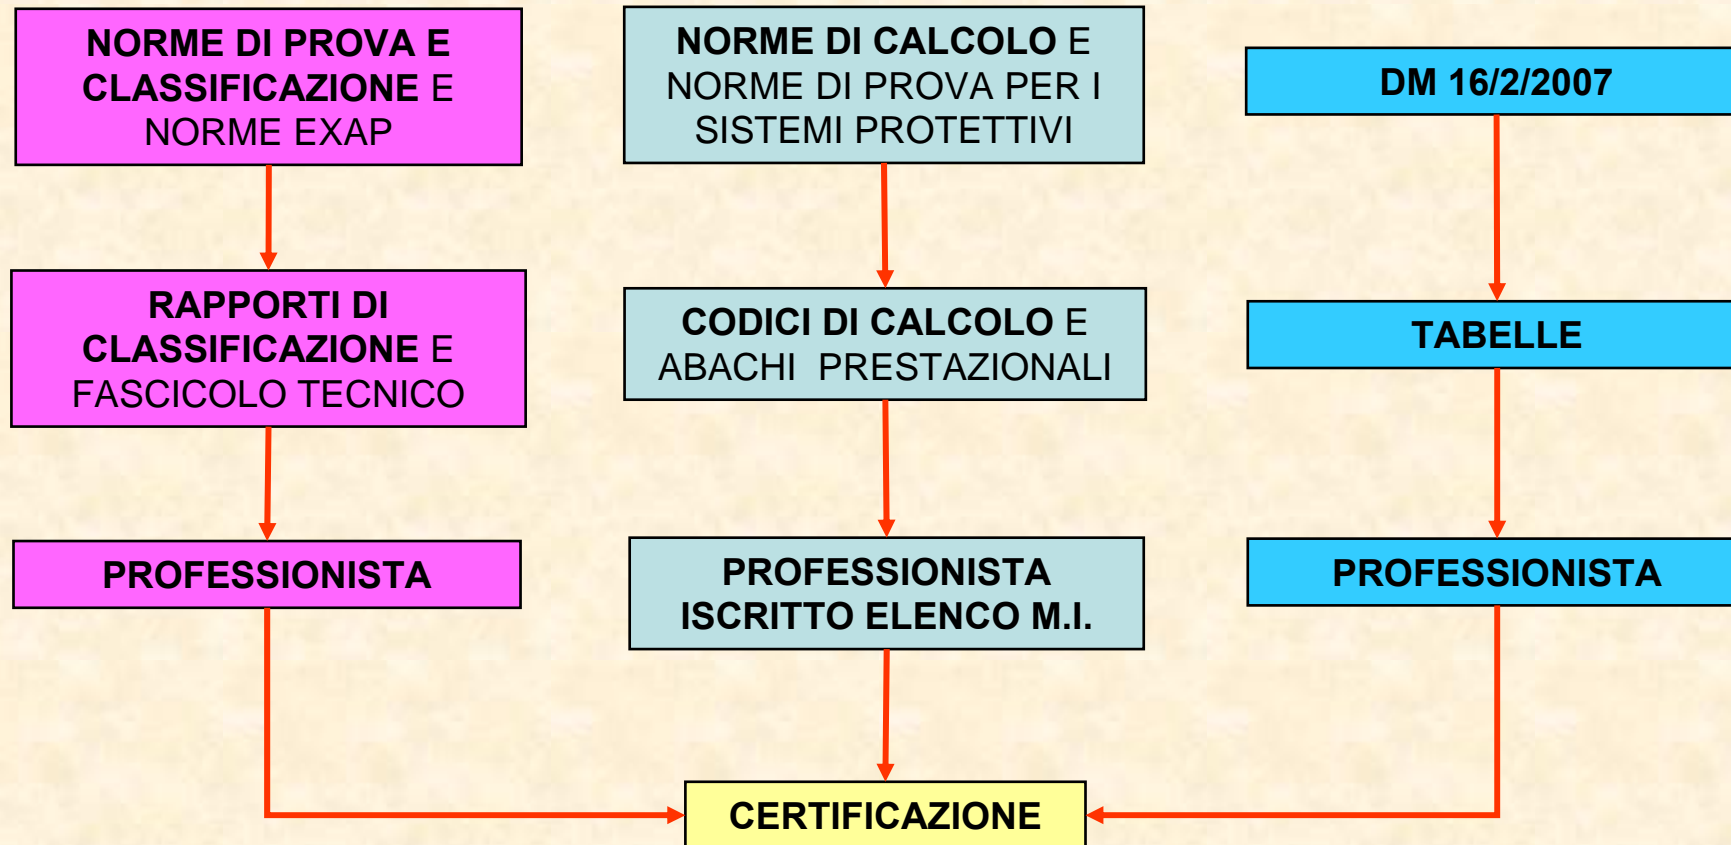 NORME DI PROVA E
CLASSIFICAZIONE E
NORME EXAP
NORME DI CALCOLO E
NORME DI PROVA PER I
SISTEMI PROTETTIVI
DM 16/2/2007
RAPPORTI DI
CLASSIFICAZIONE E
FASCICOLO TECNICO
CODICI DI CALCOLO E
ABACHI PRESTAZIONALI
TABELLE
PROFESSIONISTA
PROFESSIONISTA
ISCRITTO ELENCO M.I.
PROFESSIONISTA
CERTIFICAZIONE